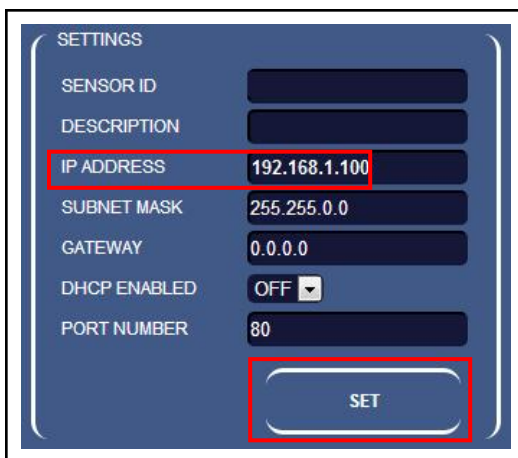 SETTINGS
SENSOR ID
DESCRIPTION
IP ADDRESS 192.168.1.100
SUBNET MASK 255.255.0.0
GATEWAY 0.0.0.0
DHCP ENABLED OFF
PORT NUMBER 80
SET